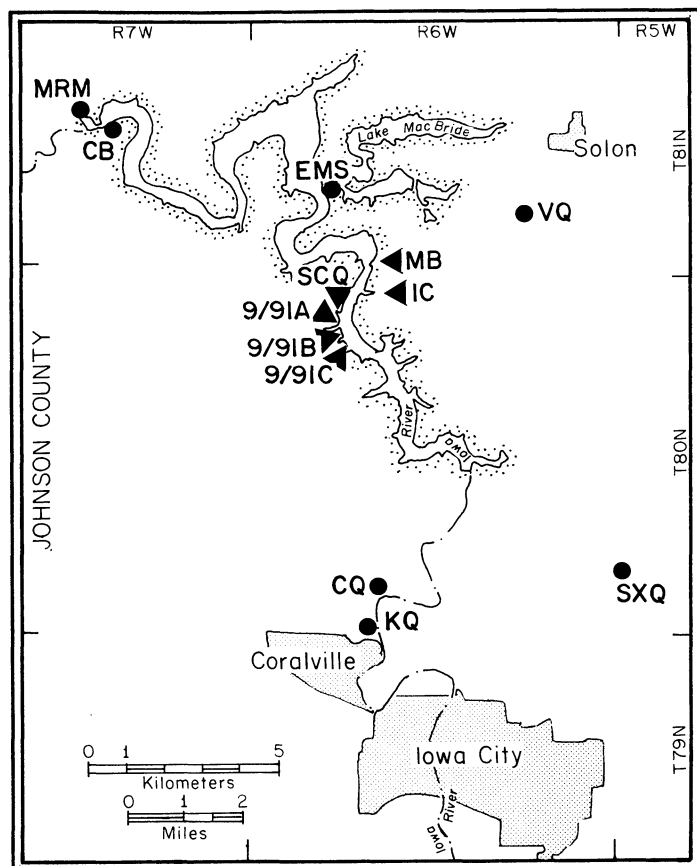 R7W
R6W
R5W
MRM
CB
Lake MacBride
Solon
T81N
EMS
VQ
MB
SCQ
IC
9/91A
9/91B
9/91C
JOHNSON COUNTY
River
Iowa
T80N
CQ
SXQ
KQ
Coralville
Iowa City
T79N
0 1 5
Kilometers
0 1 2
Miles
Iowa
River